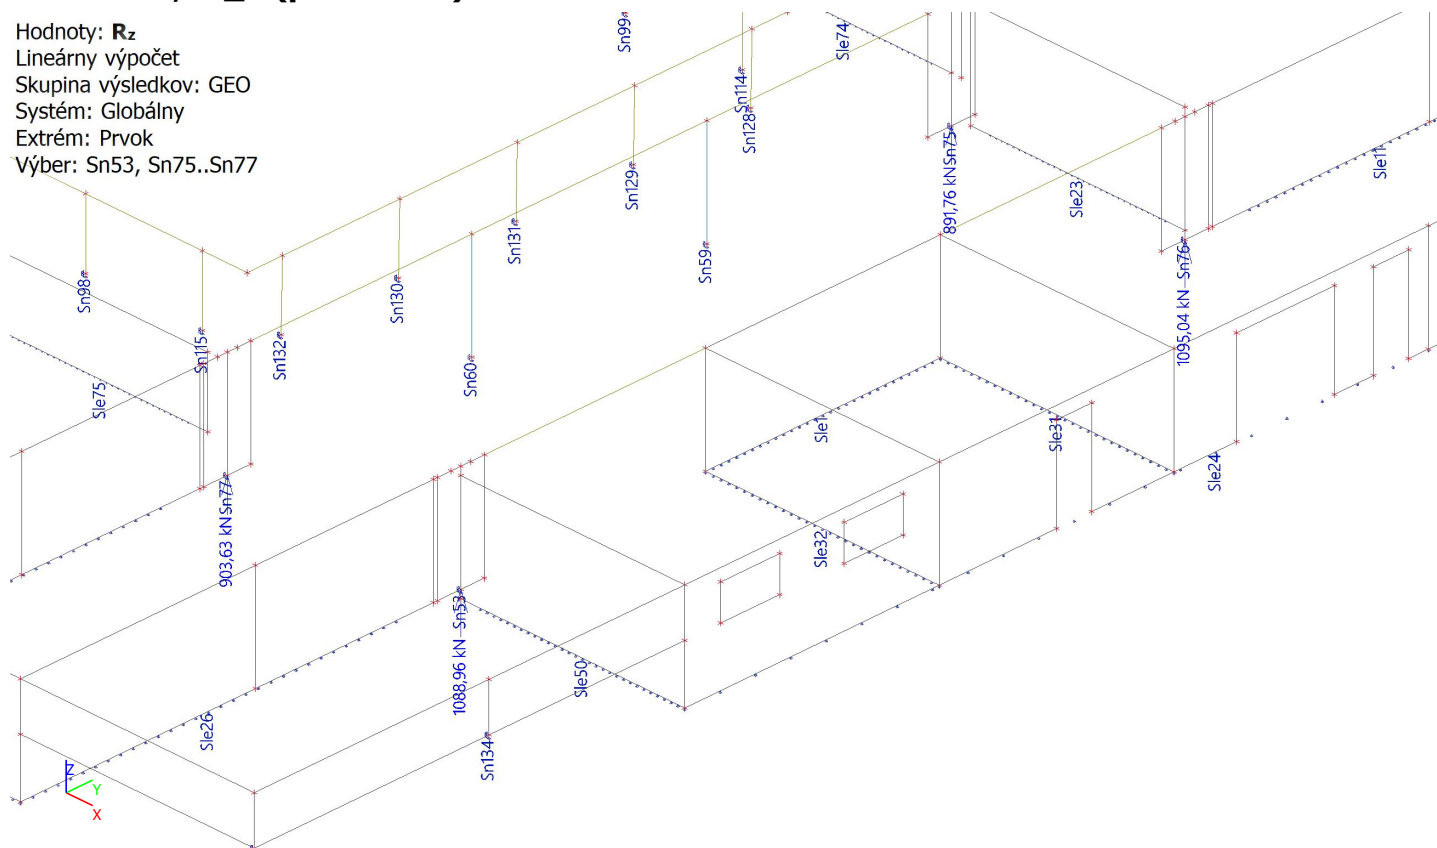 Hodnoty: Rz
Lineárny výpočet
Skupina výsledkov: GEO
Systém: Globálny
Extrém: Prvok
Výber: Sn53, Sn75..Sn77
Sn99
Sle74
Sn114
Sn128
Sn129
Sn131
Sn59
Sn98
Sn130
Sn115
Sn132
Sn60
891,76 kN Sn75
Sle23
Sle11
1095,04 kN Sn76
Sle75
Sle1
Sle31
Sle24
903,63 kN Sn77
Sle32
1088,96 kN Sn53
Sle50
Sle26
Sn134
Z
Y
X